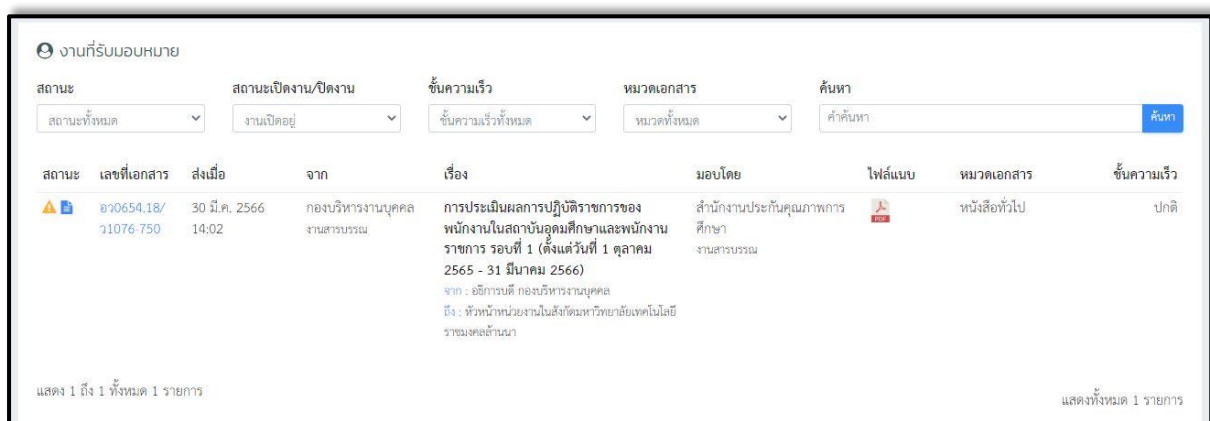 งานที่รับมอบหมาย
สถานะ สถานะเปิดงาน/ปิดงาน ชั้นความเร็ว หมวดเอกสาร ค้นหา
สถานะทั้งหมด งานเปิดอยู่ ชั้นความเร็วทั้งหมด หมวดทั้งหมด คำค้นหา ค้นหา
สถานะ เลขที่เอกสาร ส่งเมื่อ จาก เรื่อง มอบโดย ไฟล์แนบ หมวดเอกสาร ชั้นความเร็ว
อว0654.18/ 30 มี.ค. 2566 กองบริหารงานบุคคล การประเมินผลการปฏิบัติราชการของ สำนักงานประกันคุณภาพการ PDF หนังสือทั่วไป ปกติ
ว1076-750 14:02 งานสารบรรณ พนักงานในสถาบันอุดมศึกษาและพนักงาน ศึกษา
ราชการ รอบที่ 1 (ตั้งแต่วันที่ 1 ตุลาคม งานสารบรรณ
2565 - 31 มีนาคม 2566)
จาก : อธิการบดี กองบริหารงานบุคคล
ถึง : หัวหน้าหน่วยงานในสังกัดมหาวิทยาลัยเทคโนโลยี
ราชมงคลล้านนา
แสดง 1 ถึง 1 ทั้งหมด 1 รายการ
แสดงทั้งหมด 1 รายการ